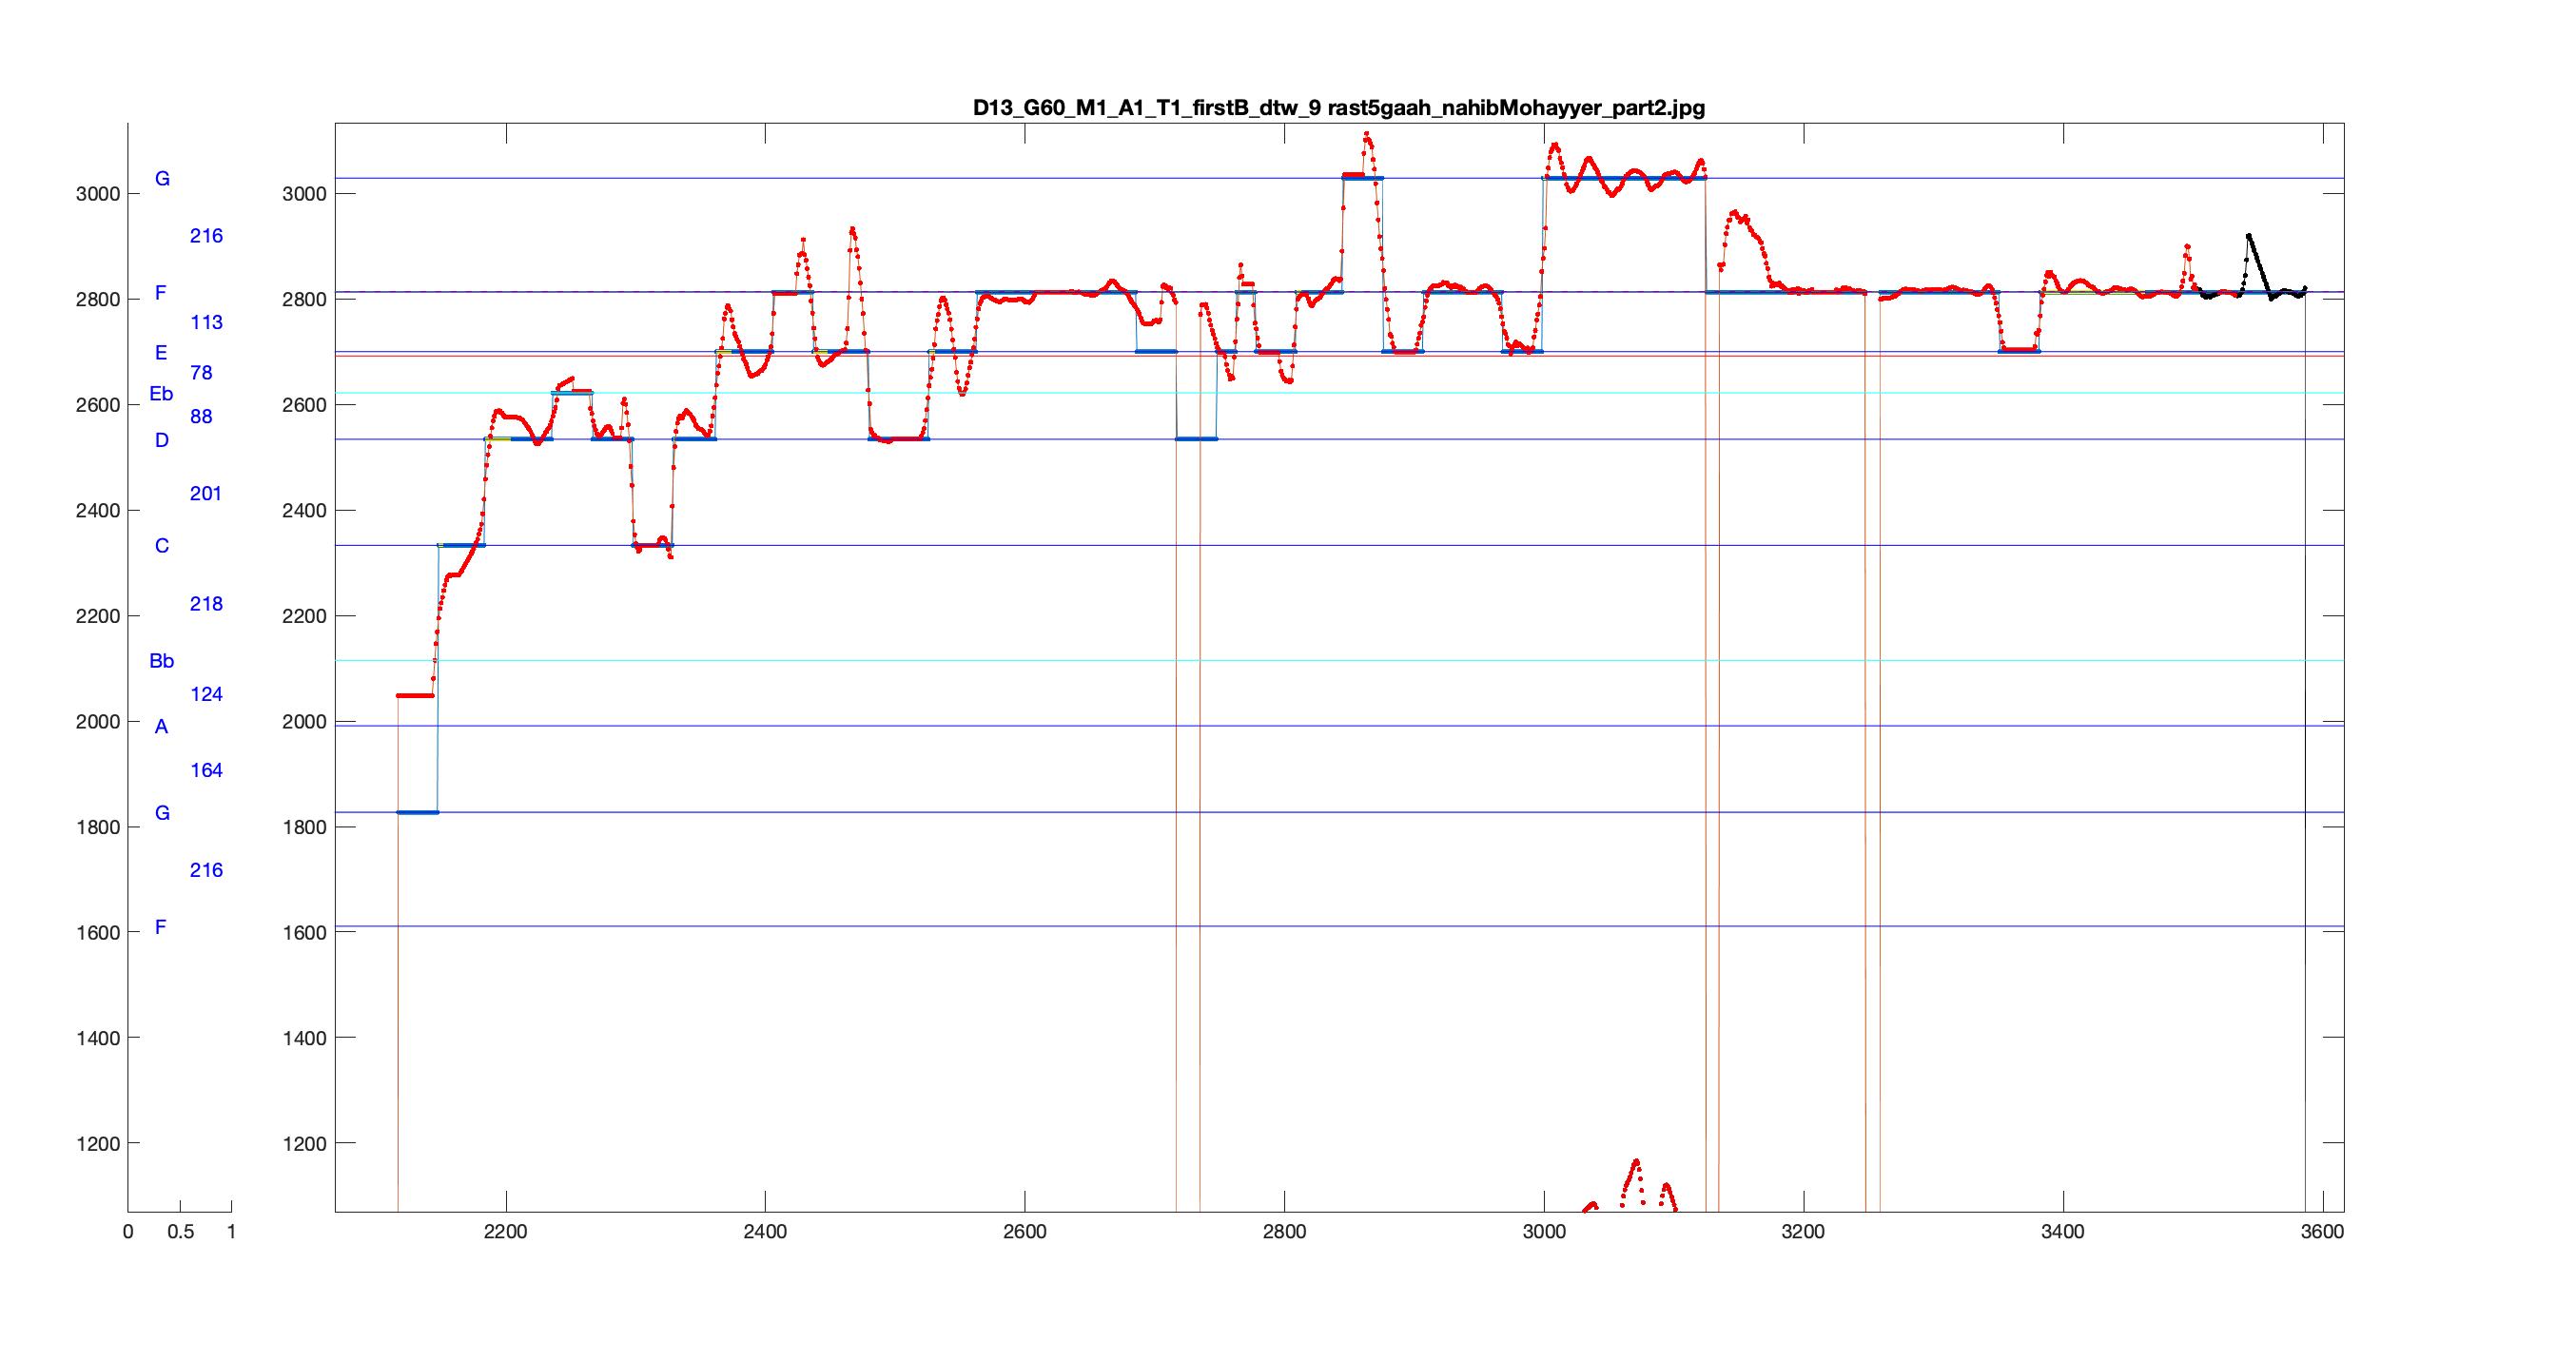 D13_G60_M1_A1_T1_firstB_dtw_9 rast5gaah_nahibMohayyer_part2.jpg
3000 G 3000
216
2800 F 2800
113
E
78
2600 Eb 2600
88
D
201
2400 2400
C
218
2200 2200
Bb
124
2000 A 2000
164
1800 G 1800
216
1600 F 1600
1400 1400
1200 1200
0 0.5 1 2200 2400 2600 2800 3000 3200 3400 3600